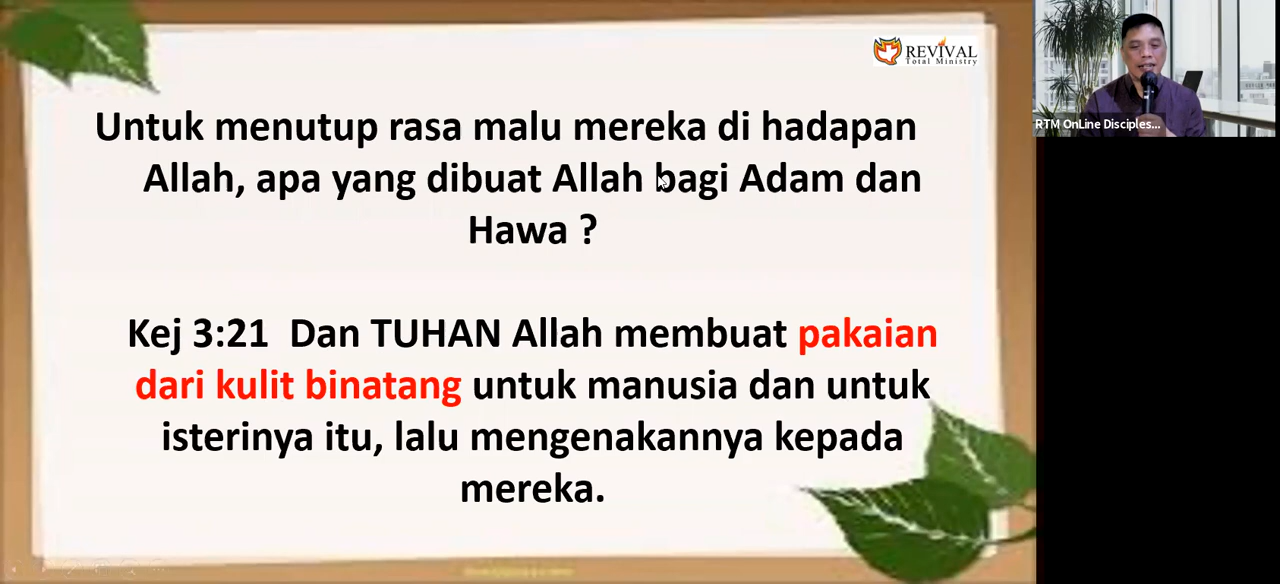 REVIVAL
Total Ministry
Untuk menutup rasa malu mereka di hadapan
Allah, apa yang dibuat Allah bagi Adam dan
Hawa ?
Kej 3:21 Dan TUHAN Allah membuat pakaian
dari kulit binatang untuk manusia dan untuk
isterinya itu, lalu mengenakannya kepada
mereka.
RTM OnLine Disciples...